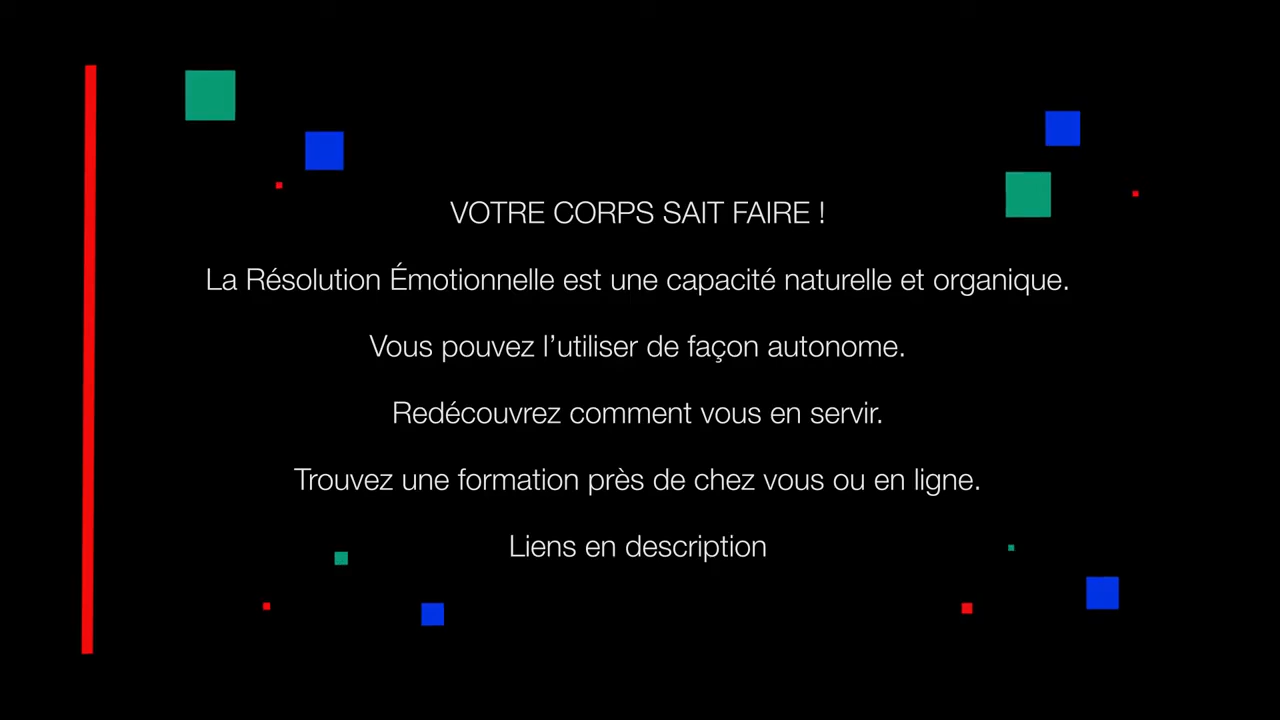 VOTRE CORPS SAIT FAIRE !
La Résolution Émotionnelle est une capacité naturelle et organique.
Vous pouvez l’utiliser de façon autonome.
Redécouvrez comment vous en servir.
Trouvez une formation près de chez vous ou en ligne.
Liens en description